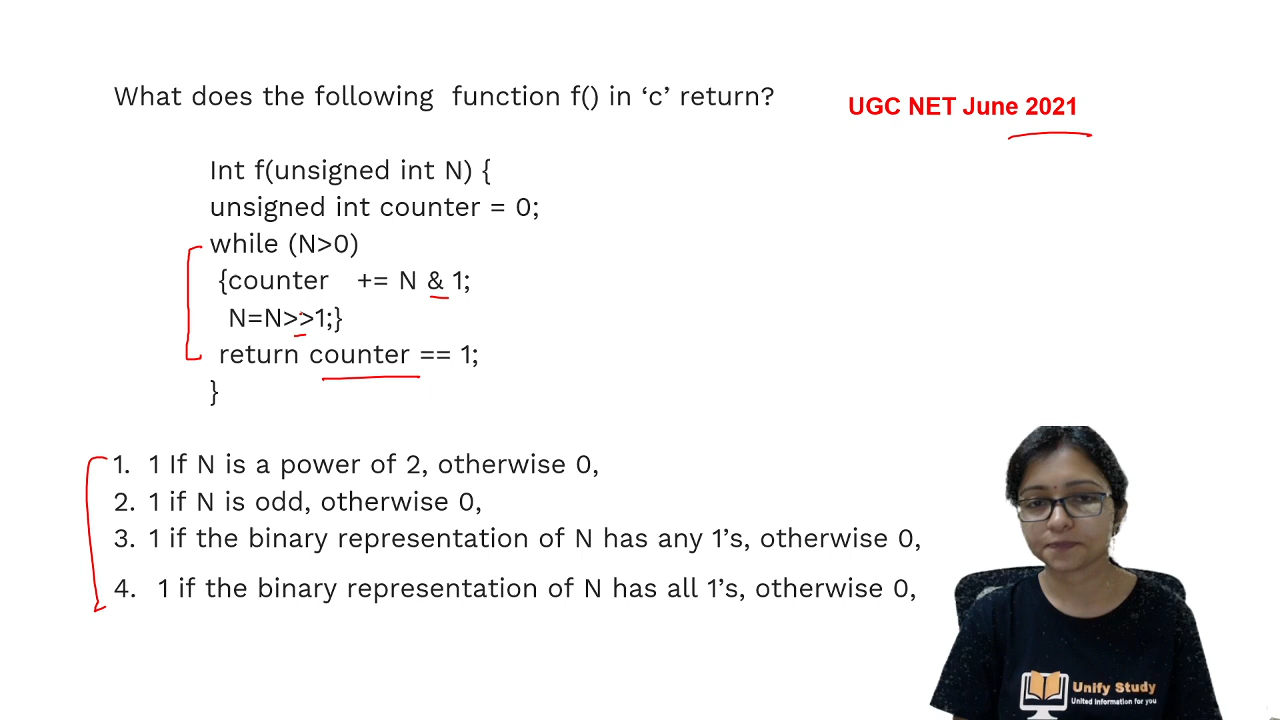 What does the following function f() in ‘c’ return?
UGC NET June 2021
Int f(unsigned int N) {
unsigned int counter = 0;
while (N>0)
{counter += N & 1;
N=N>>1;}
return counter == 1;
}
1. 1 If N is a power of 2, otherwise 0,
2. 1 if N is odd, otherwise 0,
3. 1 if the binary representation of N has any 1’s, otherwise 0,
4. 1 if the binary representation of N has all 1’s, otherwise 0,
Unify Study
United Information for you